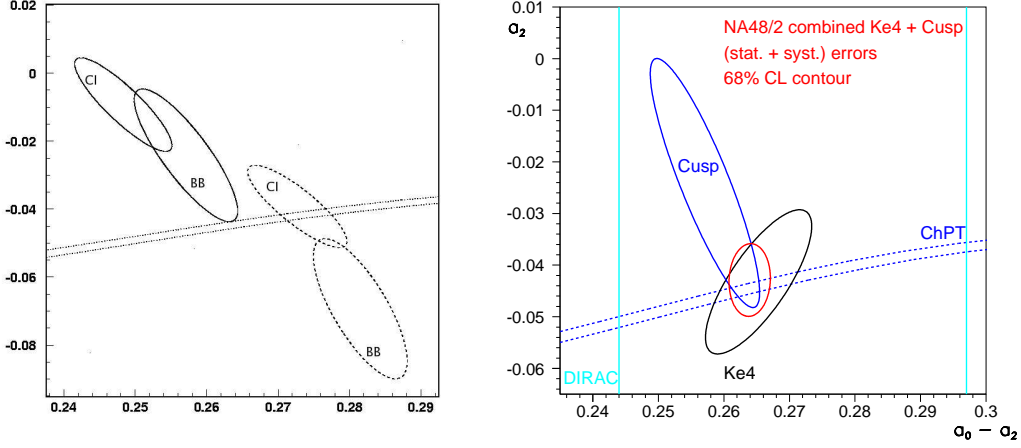 0.02
0
-0.02
-0.04
-0.06
-0.08
0.24 0.25 0.26 0.27 0.28 0.29
CI
BB
CI
BB
0.01
a₂
0
-0.01
-0.02
-0.03
-0.04
-0.05
-0.06
NA48/2 combined Ke4 + Cusp
(stat. + syst.) errors
68% CL contour
Cusp
ChPT
Ke4
DIRAC
0.24 0.25 0.26 0.27 0.28 0.29 0.3
a₀ − a₂